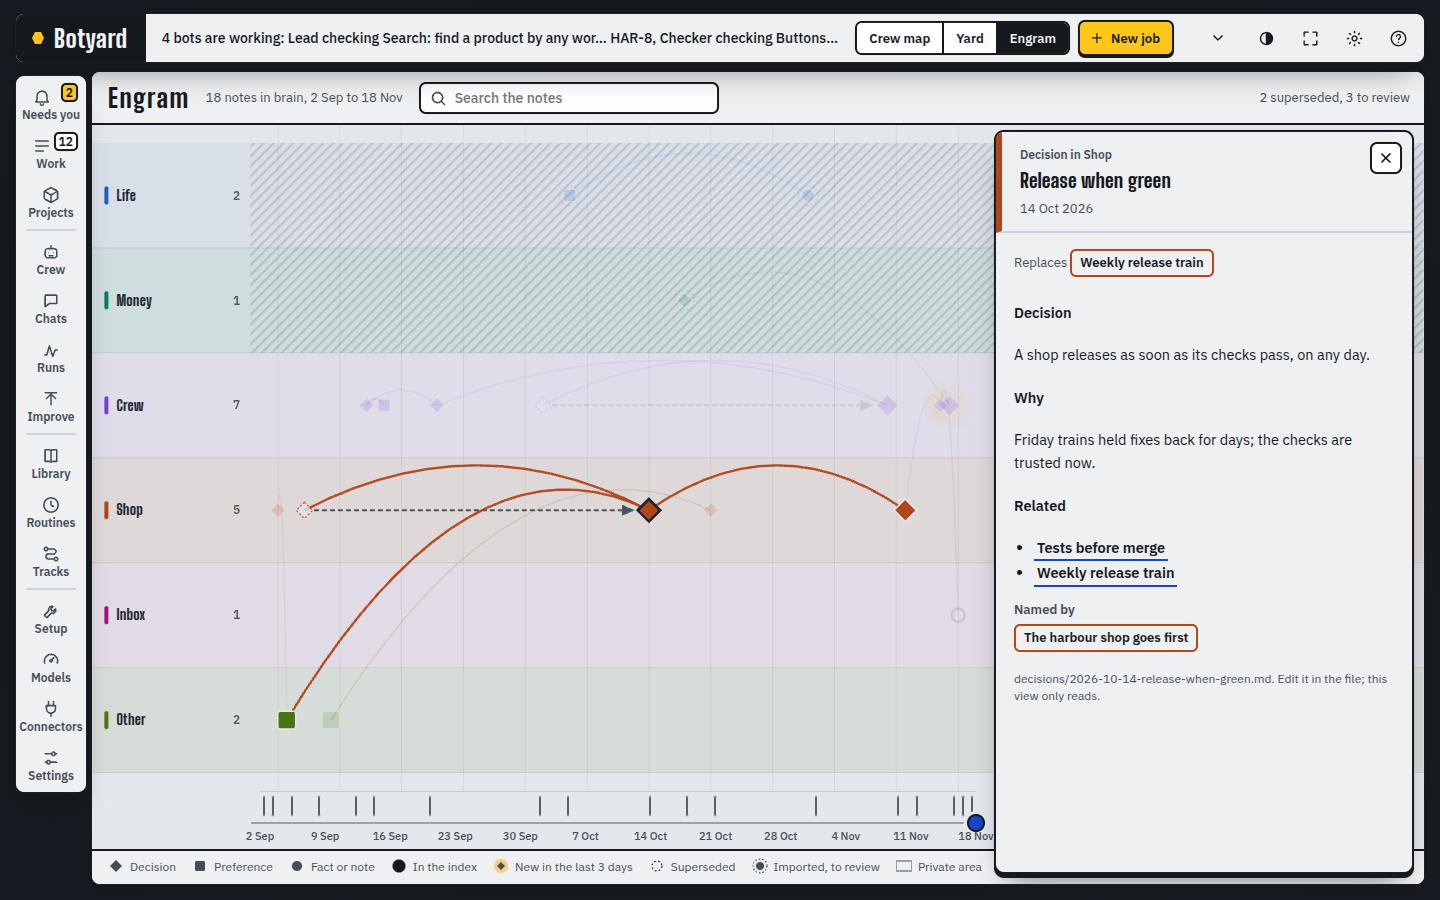 Botyard
4 bots are working: Lead checking Search: find a product by any wor... HAR-8, Checker checking Buttons...
Crew map
Yard
Engram
+ New job
Needs you
2
Work
12
Projects
Crew
Chats
Runs
Improve
Library
Routines
Tracks
Setup
Models
Connectors
Settings
Engram
18 notes in brain, 2 Sep to 18 Nov
Search the notes
2 superseded, 3 to review
Life 2
Money 1
Crew 7
Shop 5
Inbox 1
Other 2
2 Sep 9 Sep 16 Sep 23 Sep 30 Sep 7 Oct 14 Oct 21 Oct 28 Oct 4 Nov 11 Nov 18 Nov
Decision Preference Fact or note In the index New in the last 3 days Superseded Imported, to review Private area
Decision in Shop
Release when green
14 Oct 2026
Replaces Weekly release train
Decision
A shop releases as soon as its checks pass, on any day.
Why
Friday trains held fixes back for days; the checks are
trusted now.
Related
• Tests before merge
• Weekly release train
Named by
The harbour shop goes first
decisions/2026-10-14-release-when-green.md. Edit it in the file; this
view only reads.